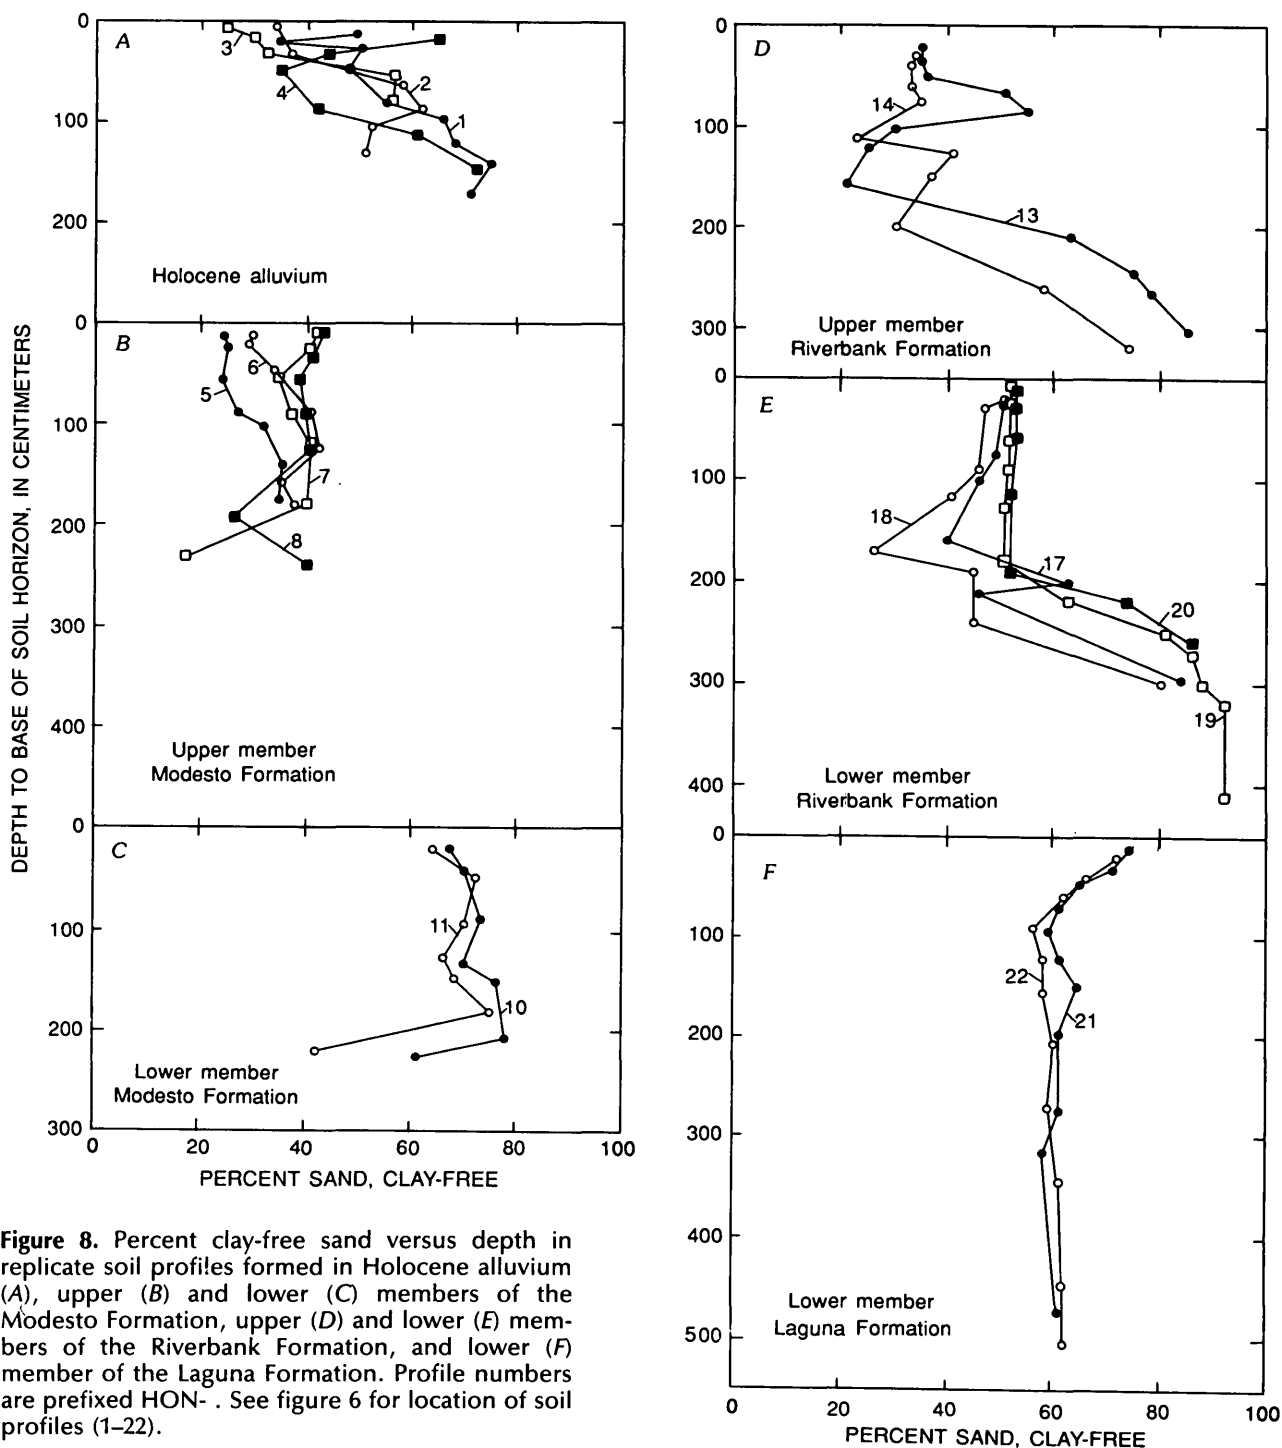 DEPTH TO BASE OF SOIL HORIZON, IN CENTIMETERS
0
A
3
2
4
1
100
200
Holocene alluvium
0
B
6
5
100
7
8
200
300
400
Upper member
Modesto Formation
0
C
11
100
10
200
Lower member
Modesto Formation
300
0 20 40 60 80 100
PERCENT SAND, CLAY-FREE
0
D
14
100
13
200
300
Upper member
Riverbank Formation
0
E
100
18
17
200
20
300
19
400
Lower member
Riverbank Formation
0
F
100
22
21
200
300
400
Lower member
Laguna Formation
500
0 20 40 60 80 100
PERCENT SAND, CLAY-FREE
Figure 8. Percent clay-free sand versus depth in
replicate soil profiles formed in Holocene alluvium
(A), upper (B) and lower (C) members of the
Modesto Formation, upper (D) and lower (E) mem-
bers of the Riverbank Formation, and lower (F)
member of the Laguna Formation. Profile numbers
are prefixed HON- . See figure 6 for location of soil
profiles (1–22).